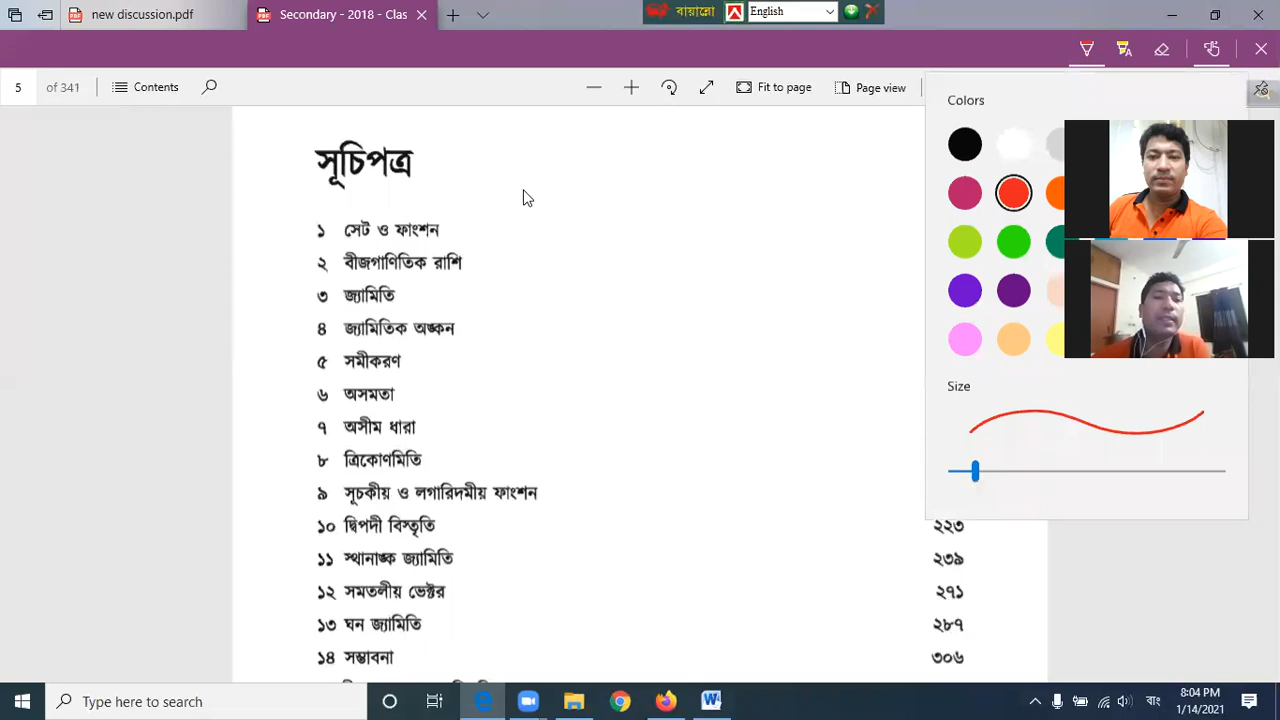 new direction.pdf
Secondary - 2018 - Clas
বায়ান্নো
English
5 of 341
Contents
Fit to page
Page view
Colors
Size
সূচিপত্র
১ সেট ও ফাংশন
২ বীজগাণিতিক রাশি
৩ জ্যামিতি
৪ জ্যামিতিক অঙ্কন
৫ সমীকরণ
৬ অসমতা
৭ অসীম ধারা
৮ ত্রিকোণমিতি
৯ সূচকীয় ও লগারিদমীয় ফাংশন
১০ দ্বিপদী বিস্তৃতি ২২৩
১১ স্থানাঙ্ক জ্যামিতি ২৩৯
১২ সমতলীয় ভেক্টর ২৭১
১৩ ঘন জ্যামিতি ২৮৭
১৪ সম্ভাবনা ৩০৬
Type here to search
বাং
8:04 PM
1/14/2021